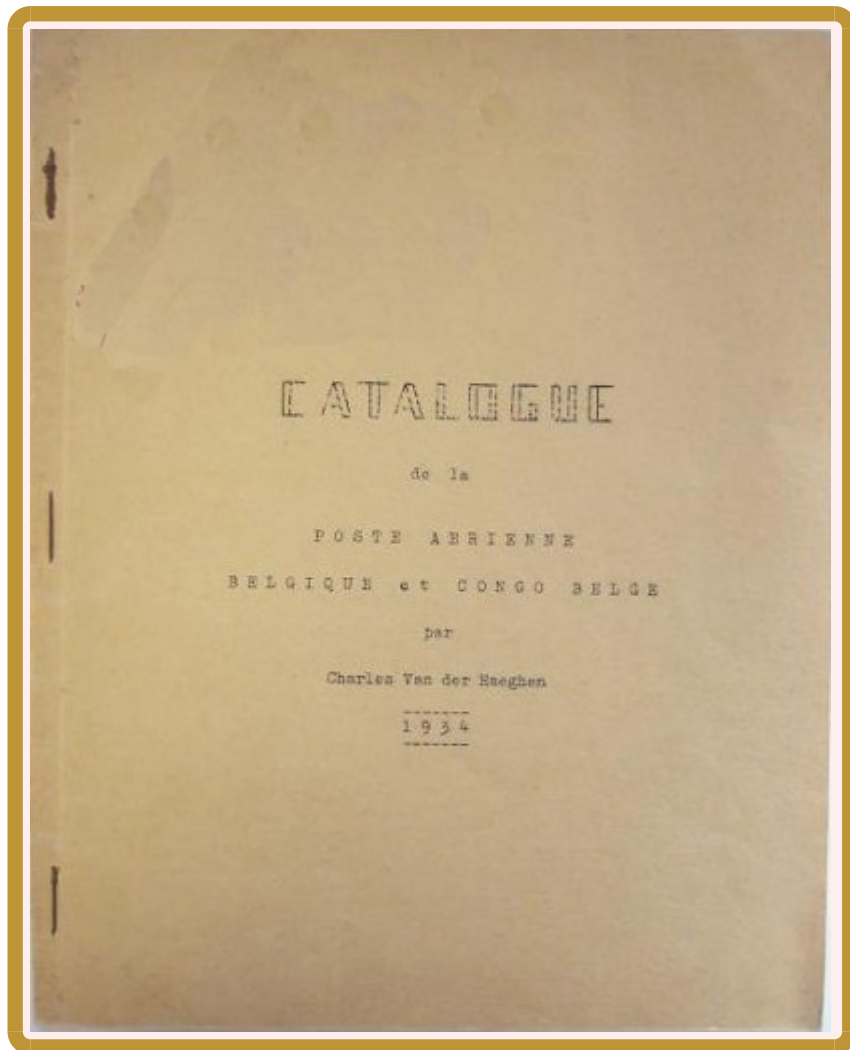 CATALOGUE
de la
POSTE AERIENNE
BELGIQUE et CONGO BELGE
par
Charles Van der Haeghen
1934